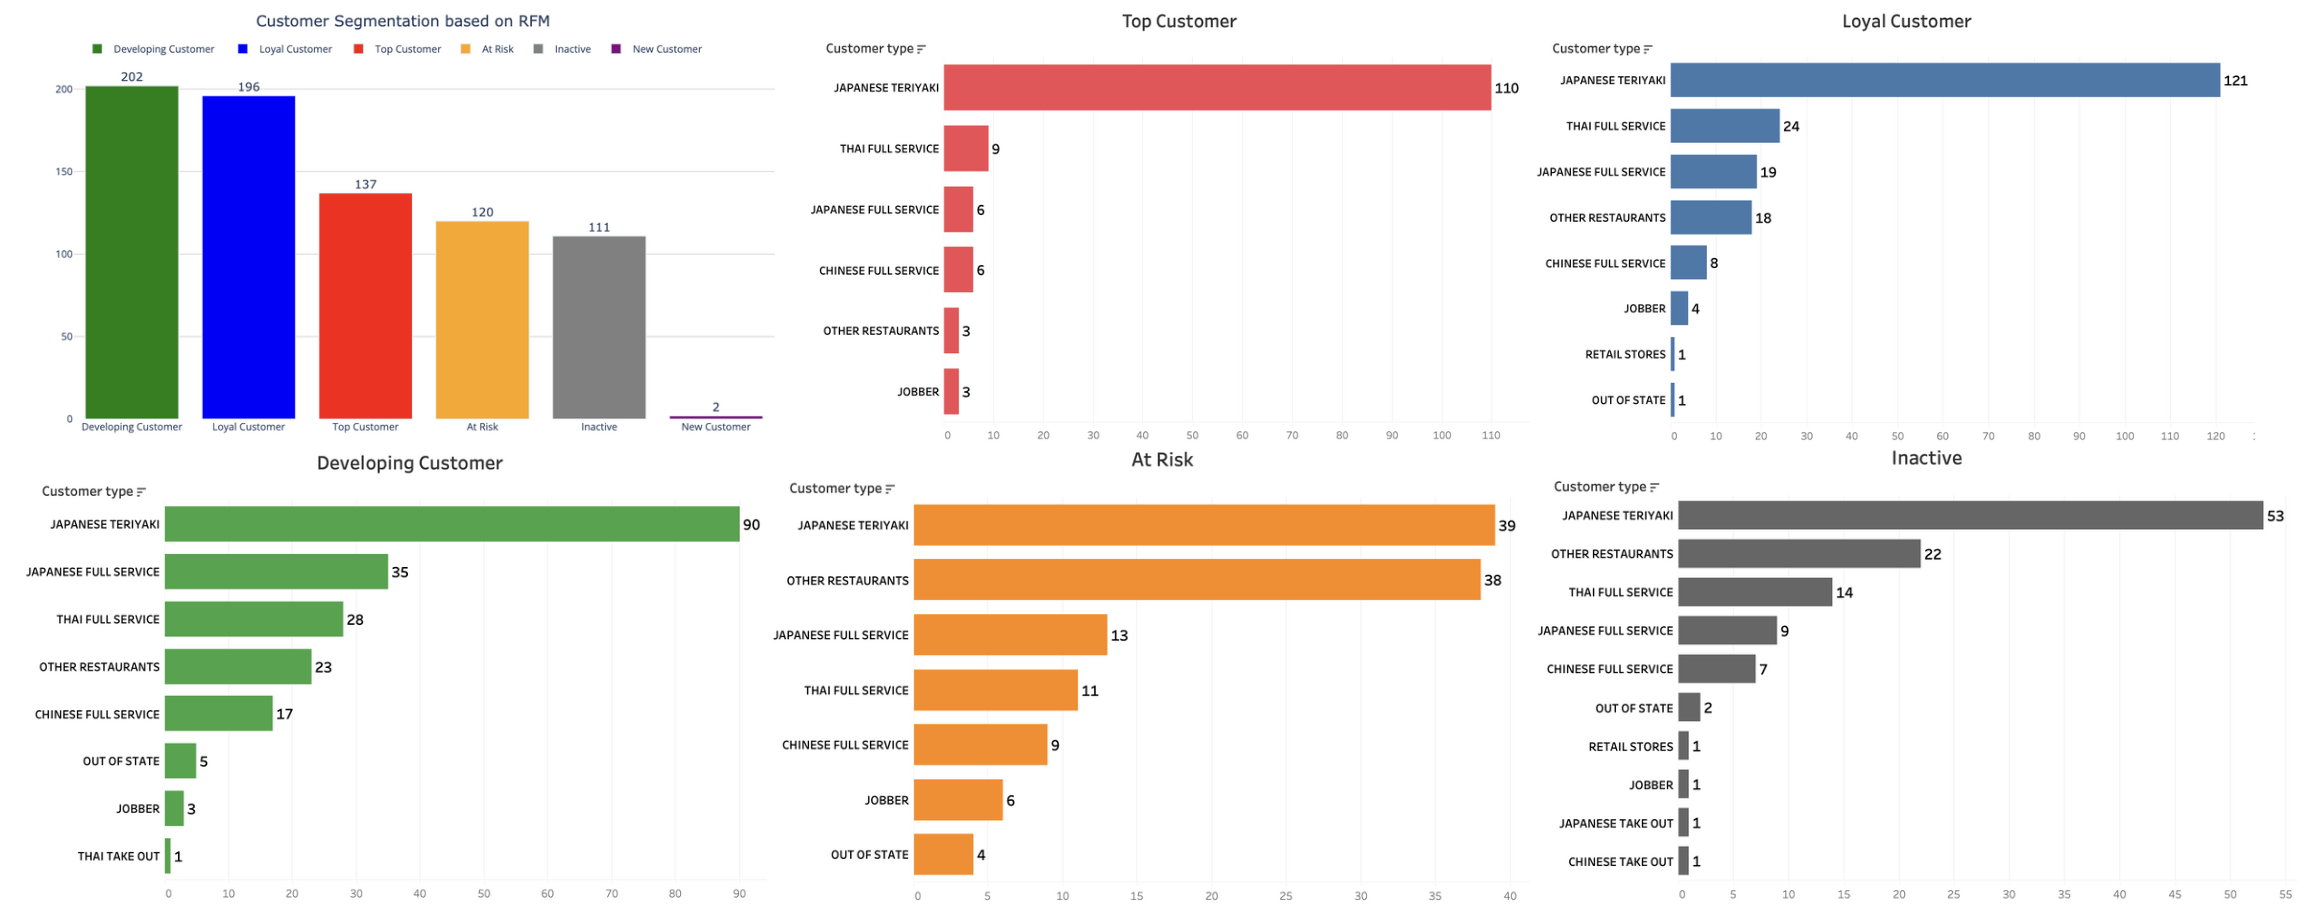 Customer Segmentation based on RFM
Developing Customer Loyal Customer Top Customer At Risk Inactive New Customer
202
196
137
120
111
2
200
150
100
50
0
Developing Customer Loyal Customer Top Customer At Risk Inactive New Customer
Top Customer
Customer type
JAPANESE TERIYAKI 110
THAI FULL SERVICE 9
JAPANESE FULL SERVICE 6
CHINESE FULL SERVICE 6
OTHER RESTAURANTS 3
JOBBER 3
0 10 20 30 40 50 60 70 80 90 100 110
Loyal Customer
Customer type
JAPANESE TERIYAKI 121
THAI FULL SERVICE 24
JAPANESE FULL SERVICE 19
OTHER RESTAURANTS 18
CHINESE FULL SERVICE 8
JOBBER 4
RETAIL STORES 1
OUT OF STATE 1
0 10 20 30 40 50 60 70 80 90 100 110 120
Developing Customer
Customer type
JAPANESE TERIYAKI 90
JAPANESE FULL SERVICE 35
THAI FULL SERVICE 28
OTHER RESTAURANTS 23
CHINESE FULL SERVICE 17
OUT OF STATE 5
JOBBER 3
THAI TAKE OUT 1
0 10 20 30 40 50 60 70 80 90
At Risk
Customer type
JAPANESE TERIYAKI 39
OTHER RESTAURANTS 38
JAPANESE FULL SERVICE 13
THAI FULL SERVICE 11
CHINESE FULL SERVICE 9
JOBBER 6
OUT OF STATE 4
0 5 10 15 20 25 30 35 40
Inactive
Customer type
JAPANESE TERIYAKI 53
OTHER RESTAURANTS 22
THAI FULL SERVICE 14
JAPANESE FULL SERVICE 9
CHINESE FULL SERVICE 7
OUT OF STATE 2
RETAIL STORES 1
JOBBER 1
JAPANESE TAKE OUT 1
CHINESE TAKE OUT 1
0 5 10 15 20 25 30 35 40 45 50 55